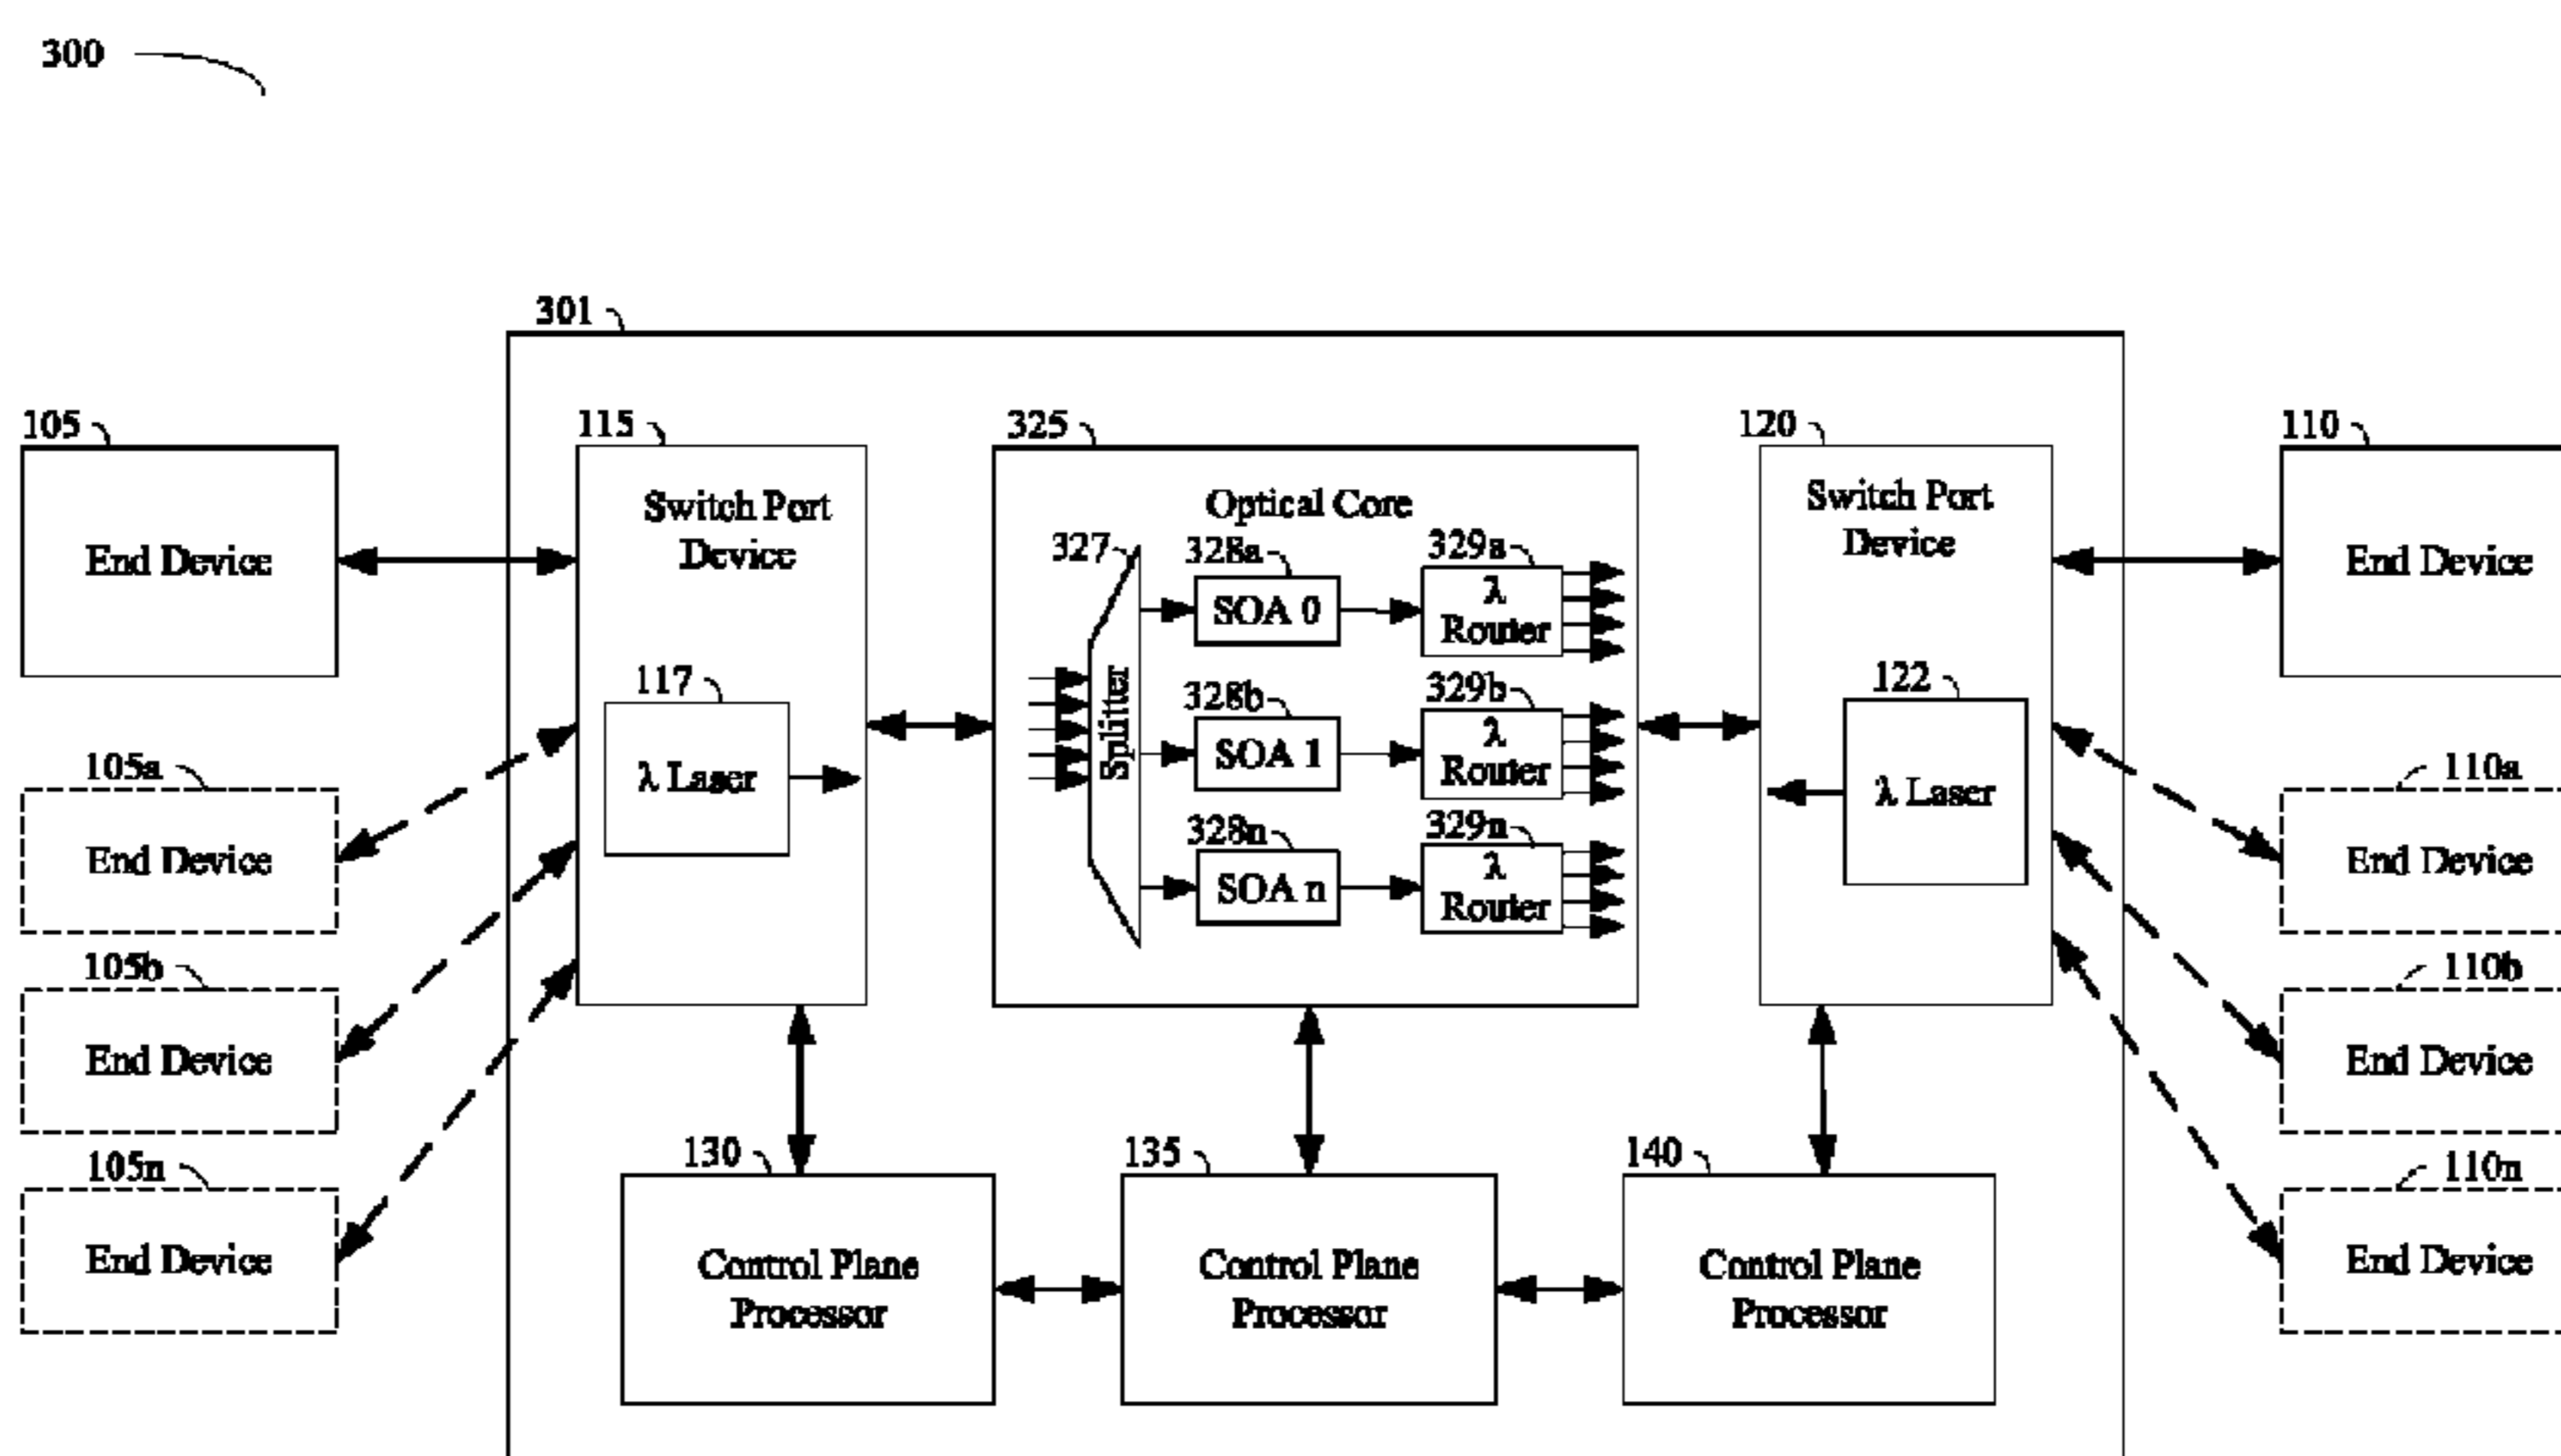 300
301
105
115
325
120
110
End Device
Switch Port
Device
Optical Core
Switch Port
Device
End Device
327
328a
329a
SOA 0
λ
Router
Splitter
117
λ Laser
328b
329b
SOA 1
λ
Router
122
λ Laser
328n
329n
SOA n
λ
Router
105a
End Device
110a
End Device
105b
End Device
110b
End Device
105n
End Device
110n
End Device
130
Control Plane
Processor
135
Control Plane
Processor
140
Control Plane
Processor